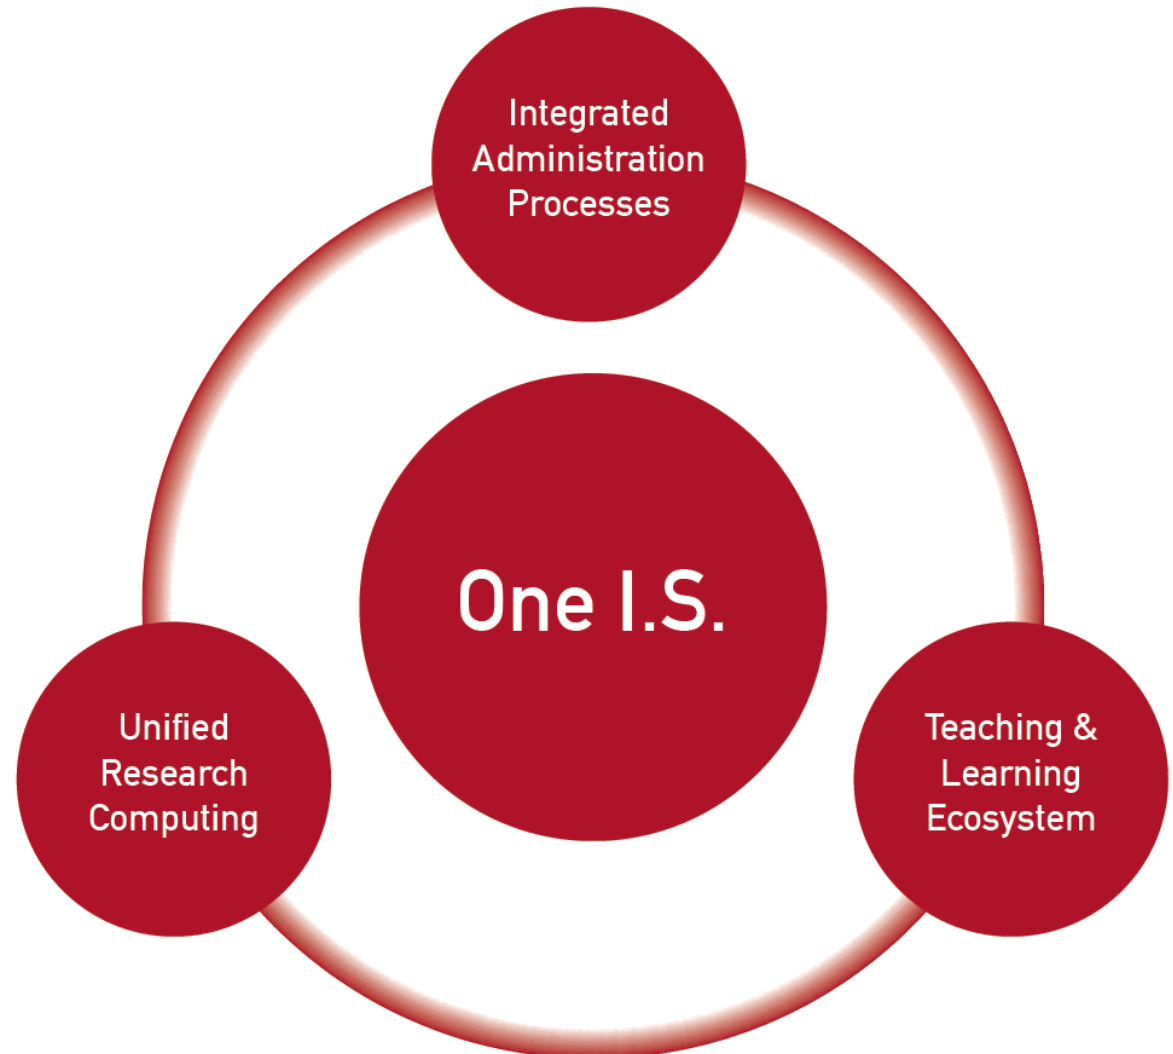 Integrated
Administration
Processes
One I.S.
Unified
Research
Computing
Teaching &
Learning
Ecosystem